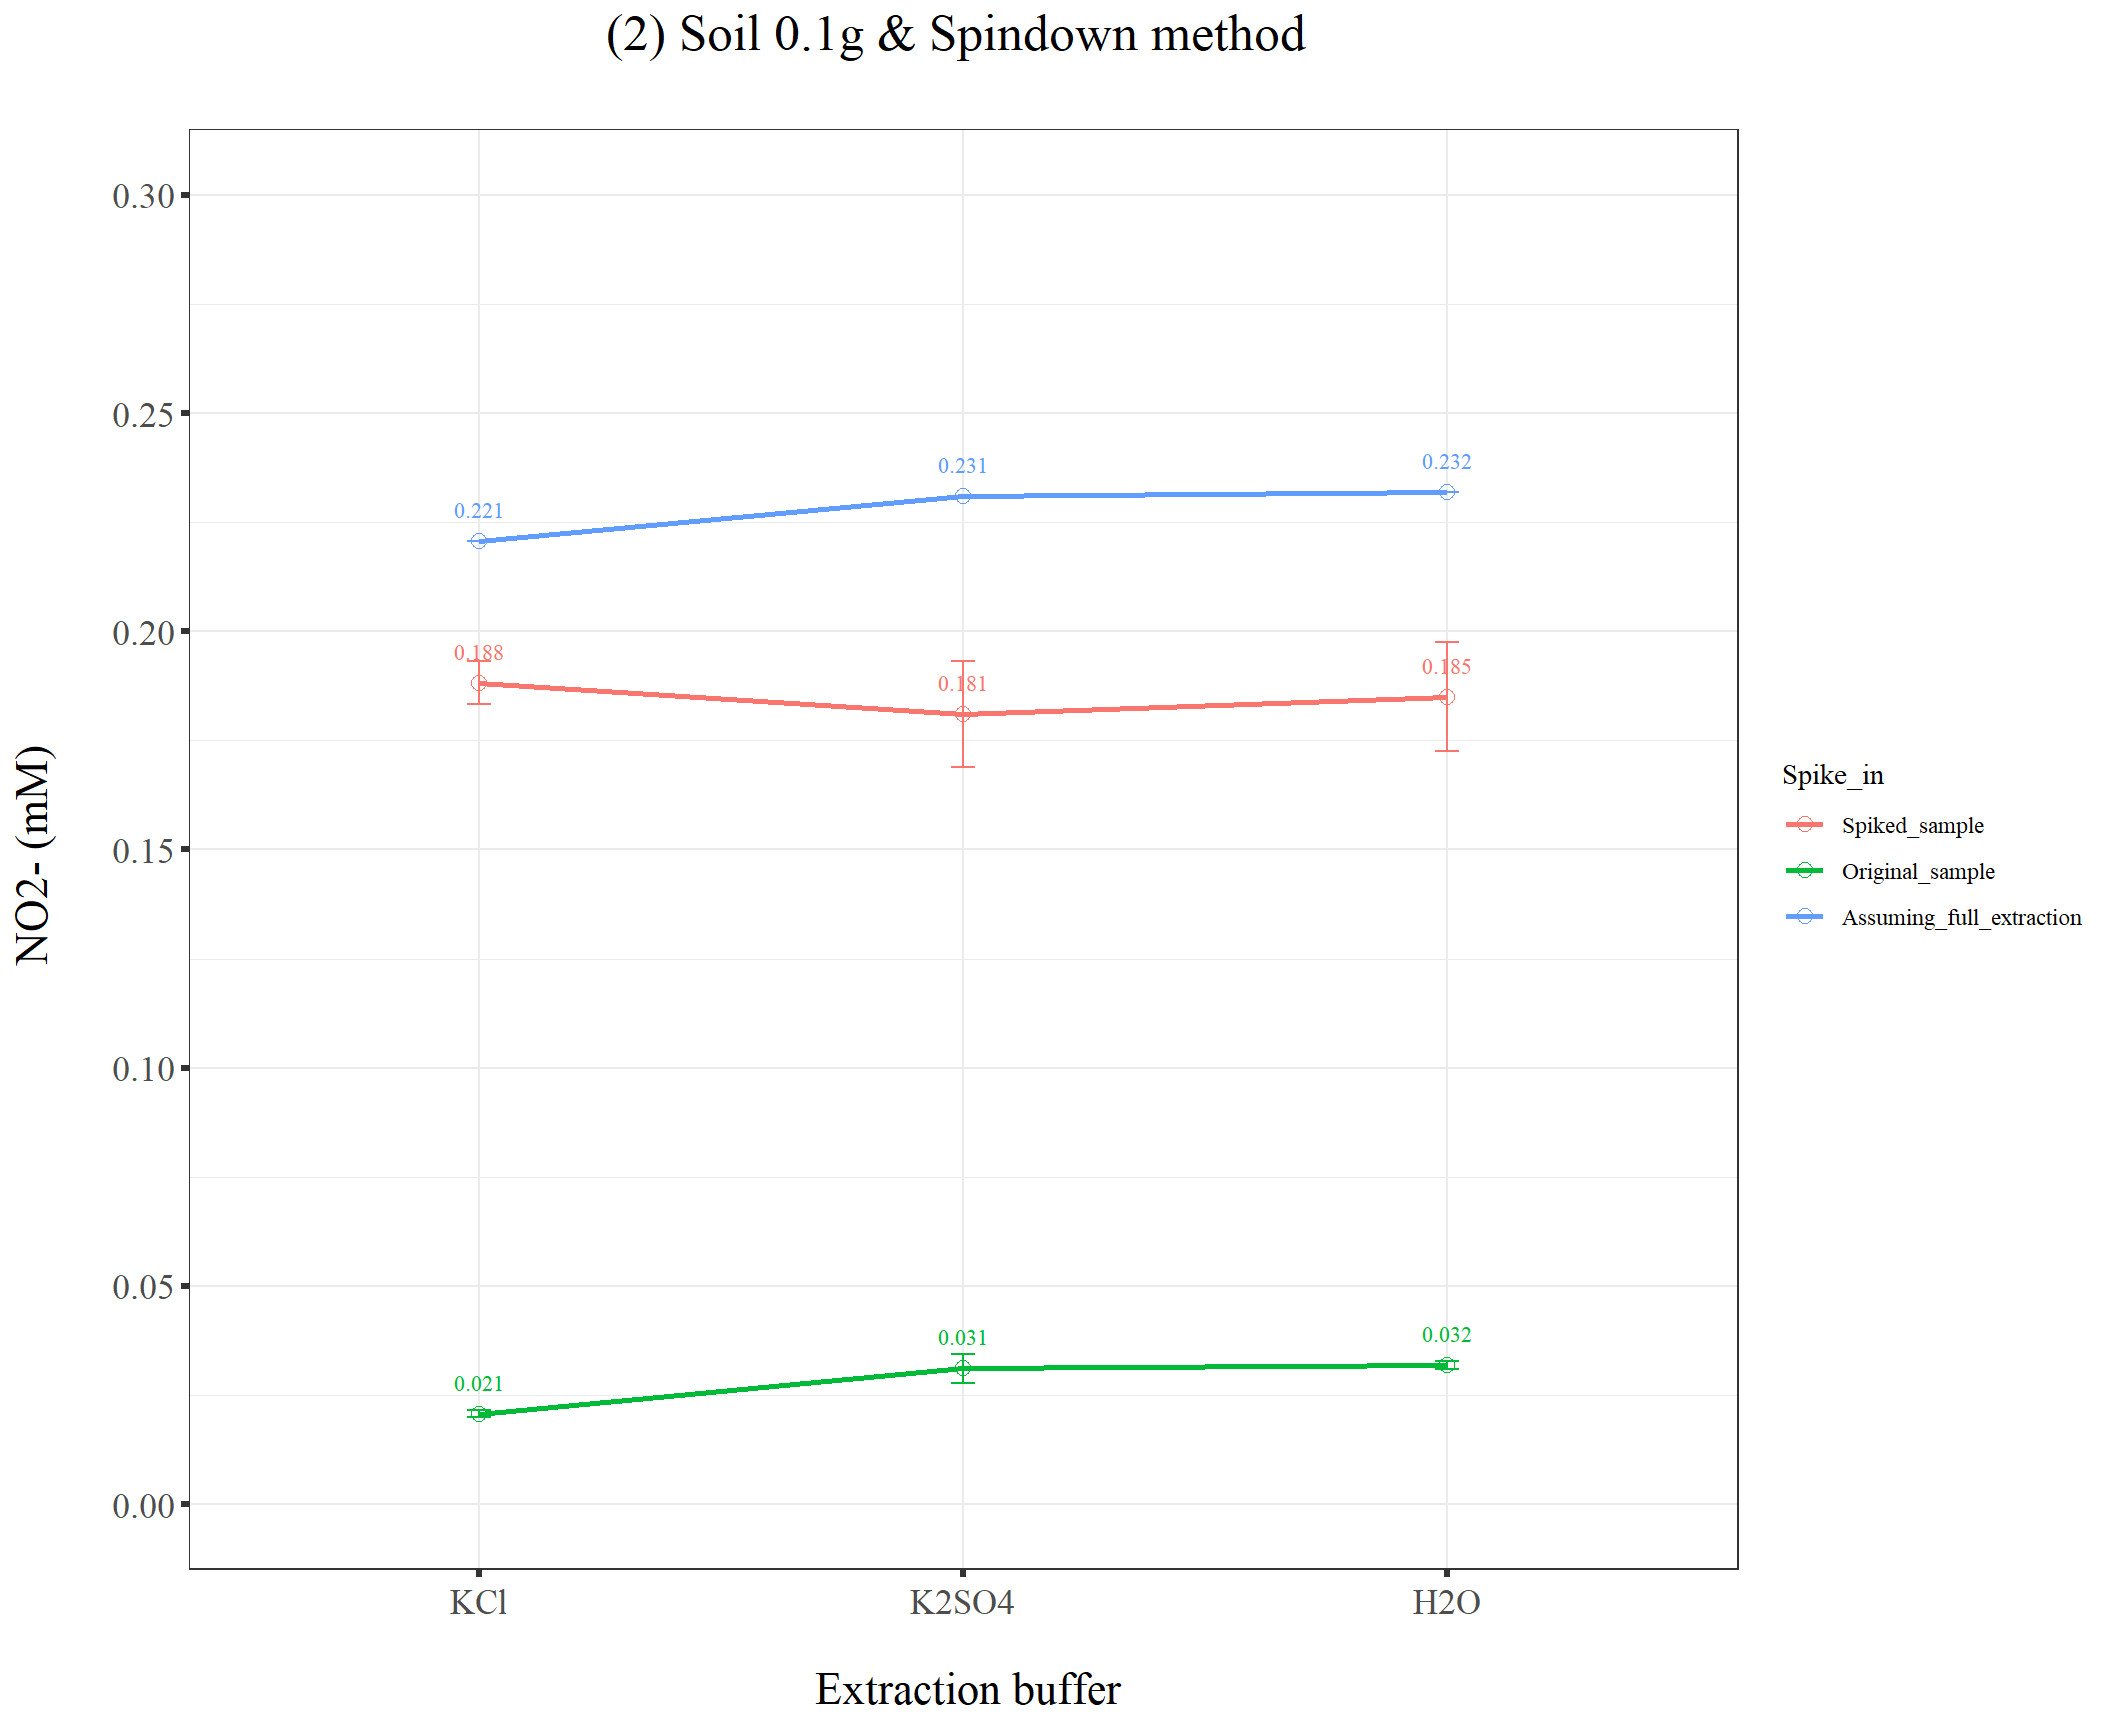 (2) Soil 0.1g & Spindown method
NO2- (mM)
0.30
0.25
0.20
0.15
0.10
0.05
0.00
0.221
0.231
0.232
0.188
0.181
0.185
0.021
0.031
0.032
KCl
K2SO4
H2O
Extraction buffer
Spike_in
Spiked_sample
Original_sample
Assuming_full_extraction